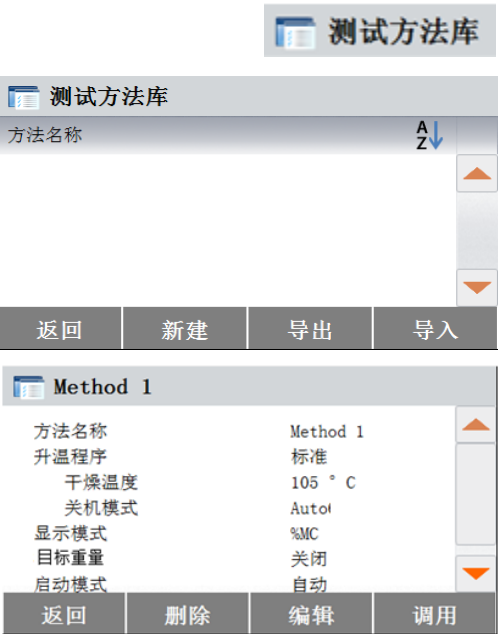 测试方法库
测试方法库
方法名称 A Z
返回 新建 导出 导入
Method 1
方法名称 Method 1
升温程序 标准
干燥温度 105 ° C
关机模式 Auto
显示模式 %MC
目标重量 关闭
启动模式 自动
返回 删除 编辑 调用